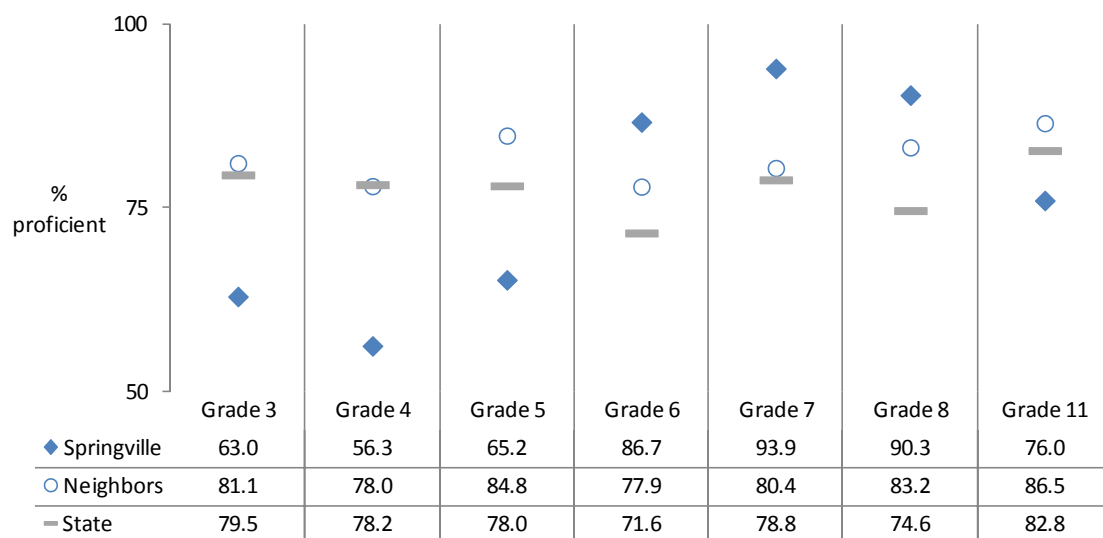 100
75
%
proficient
50
Grade 3 Grade 4 Grade 5 Grade 6 Grade 7 Grade 8 Grade 11
Springville 63.0 56.3 65.2 86.7 93.9 90.3 76.0
Neighbors 81.1 78.0 84.8 77.9 80.4 83.2 86.5
State 79.5 78.2 78.0 71.6 78.8 74.6 82.8